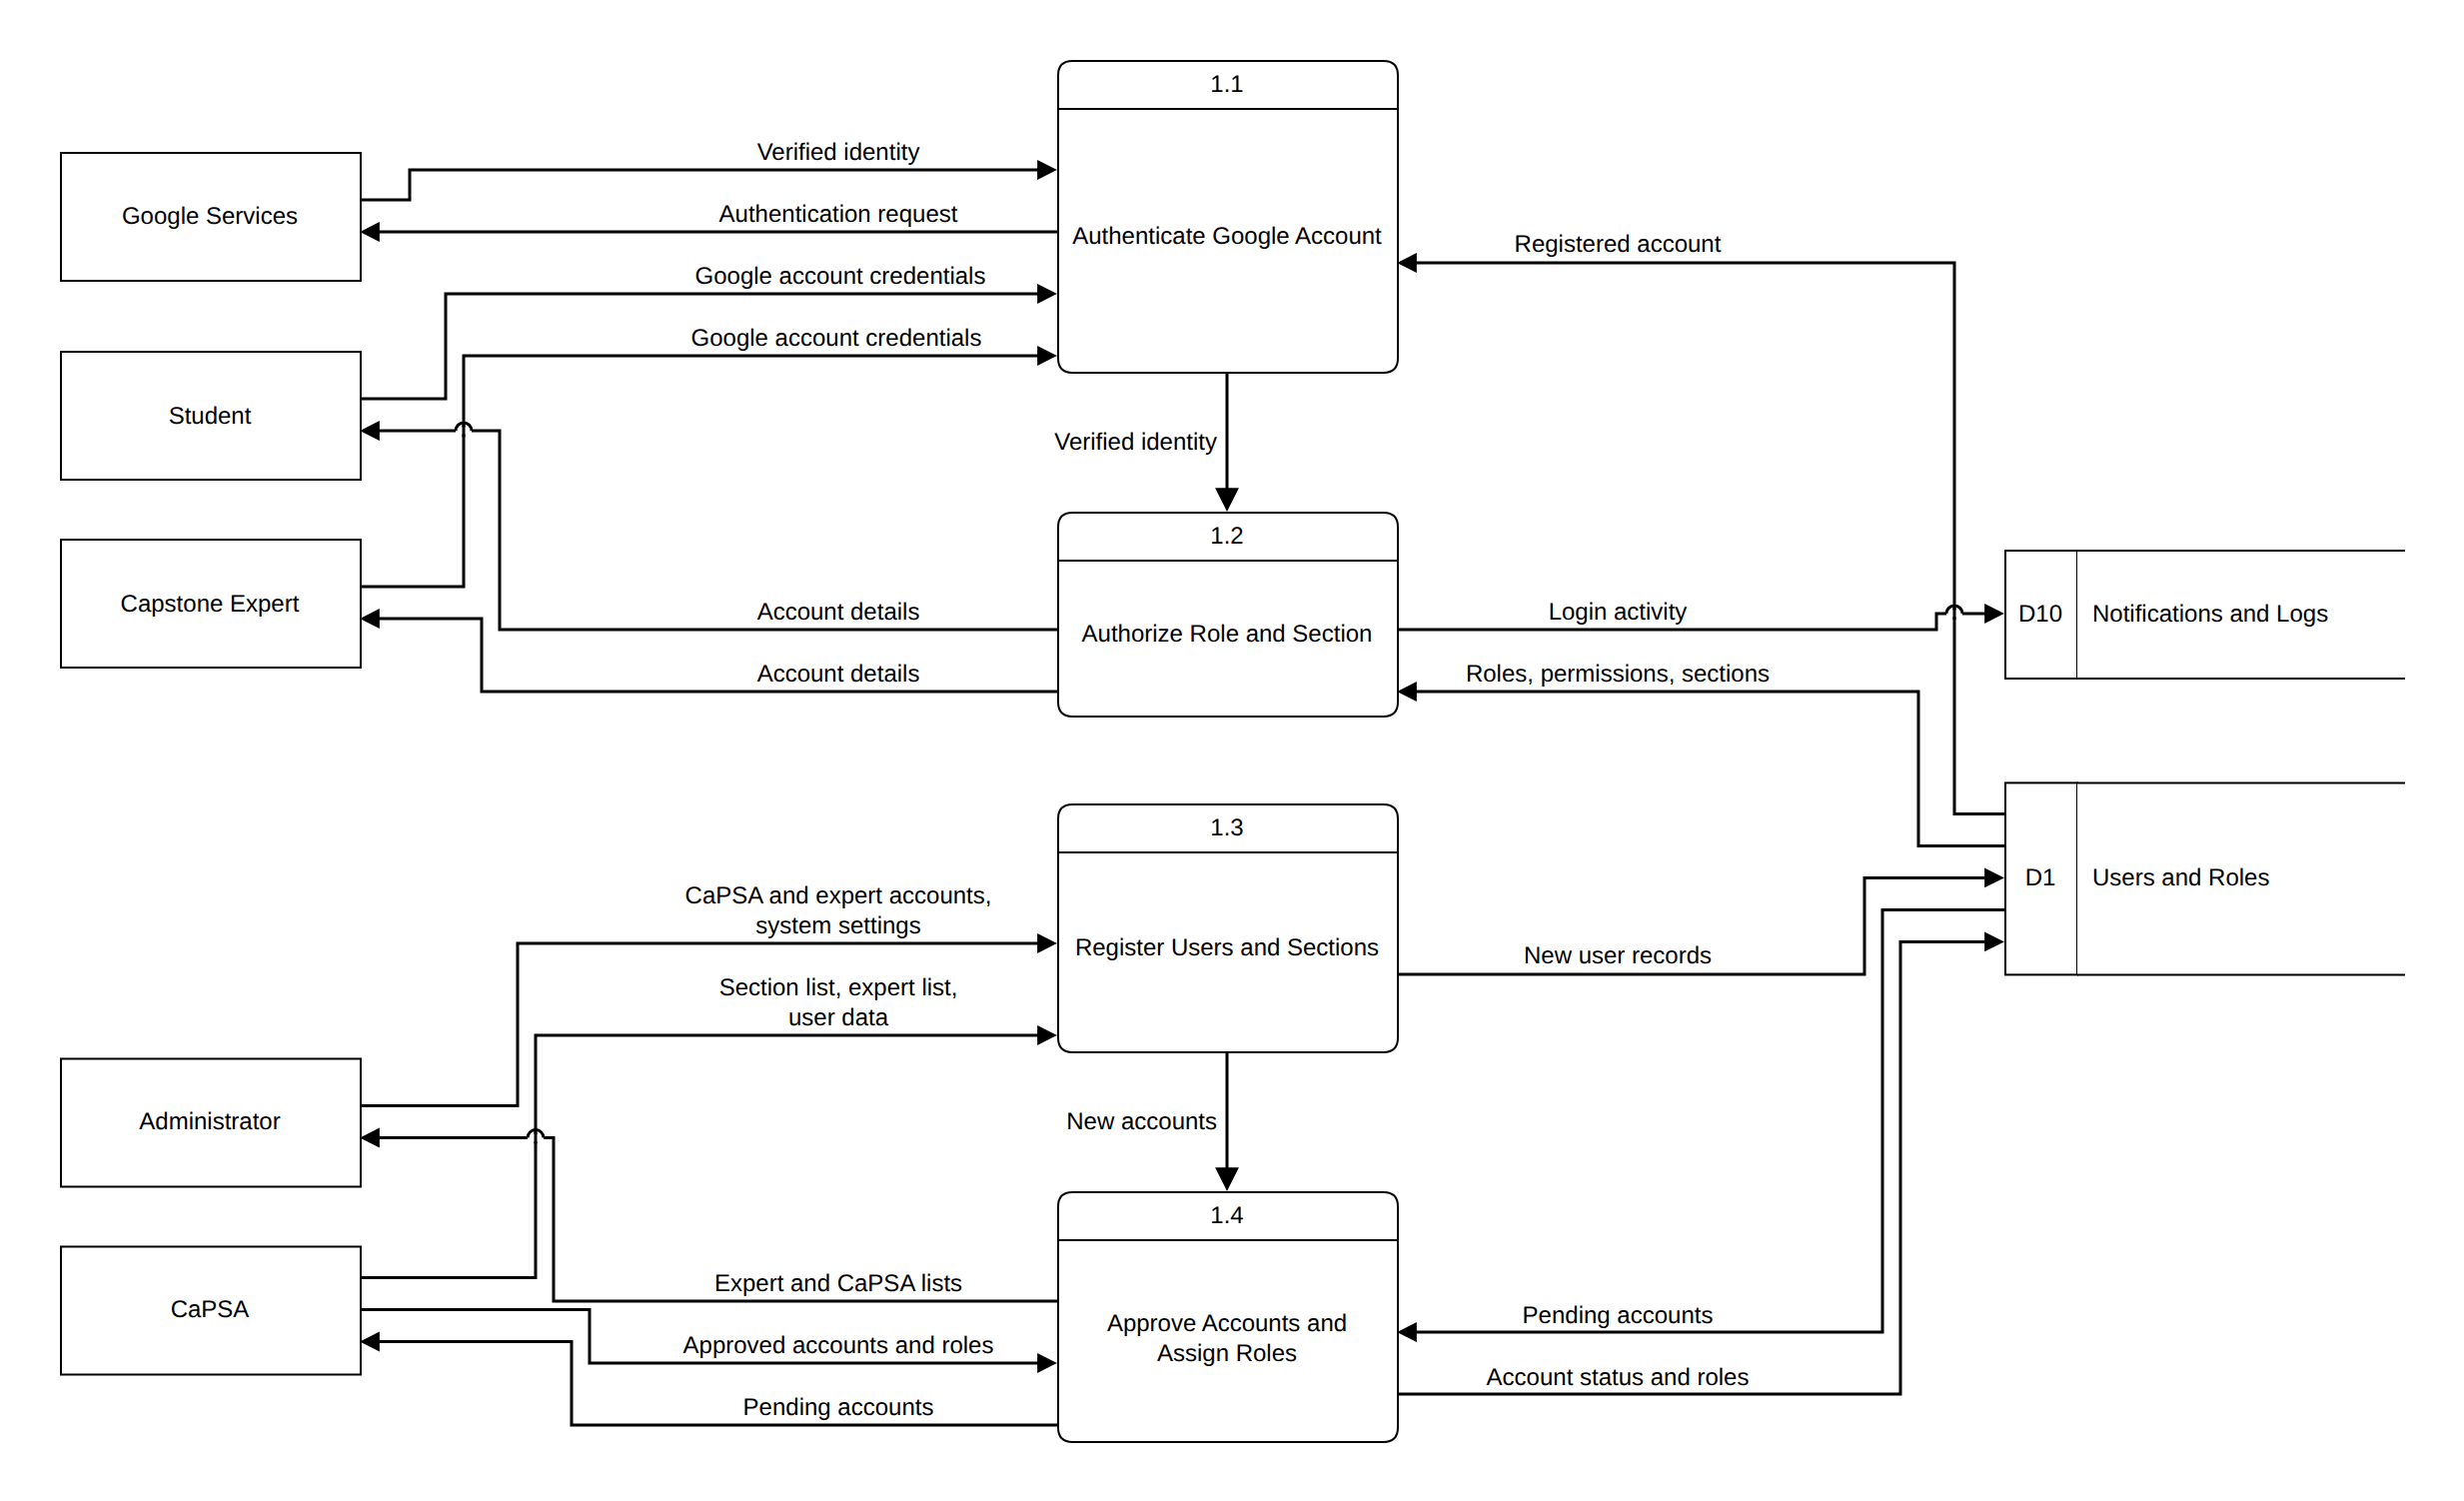 1.1
Verified identity
Google Services
Authentication request
Authenticate Google Account
Registered account
Google account credentials
Google account credentials
Student
Verified identity
1.2
Capstone Expert
Account details
Authorize Role and Section
Login activity
D10
Notifications and Logs
Account details
Roles, permissions, sections
1.3
D1
Users and Roles
CaPSA and expert accounts,
system settings
Register Users and Sections
New user records
Section list, expert list,
user data
Administrator
New accounts
1.4
CaPSA
Expert and CaPSA lists
Approve Accounts and
Assign Roles
Pending accounts
Approved accounts and roles
Account status and roles
Pending accounts